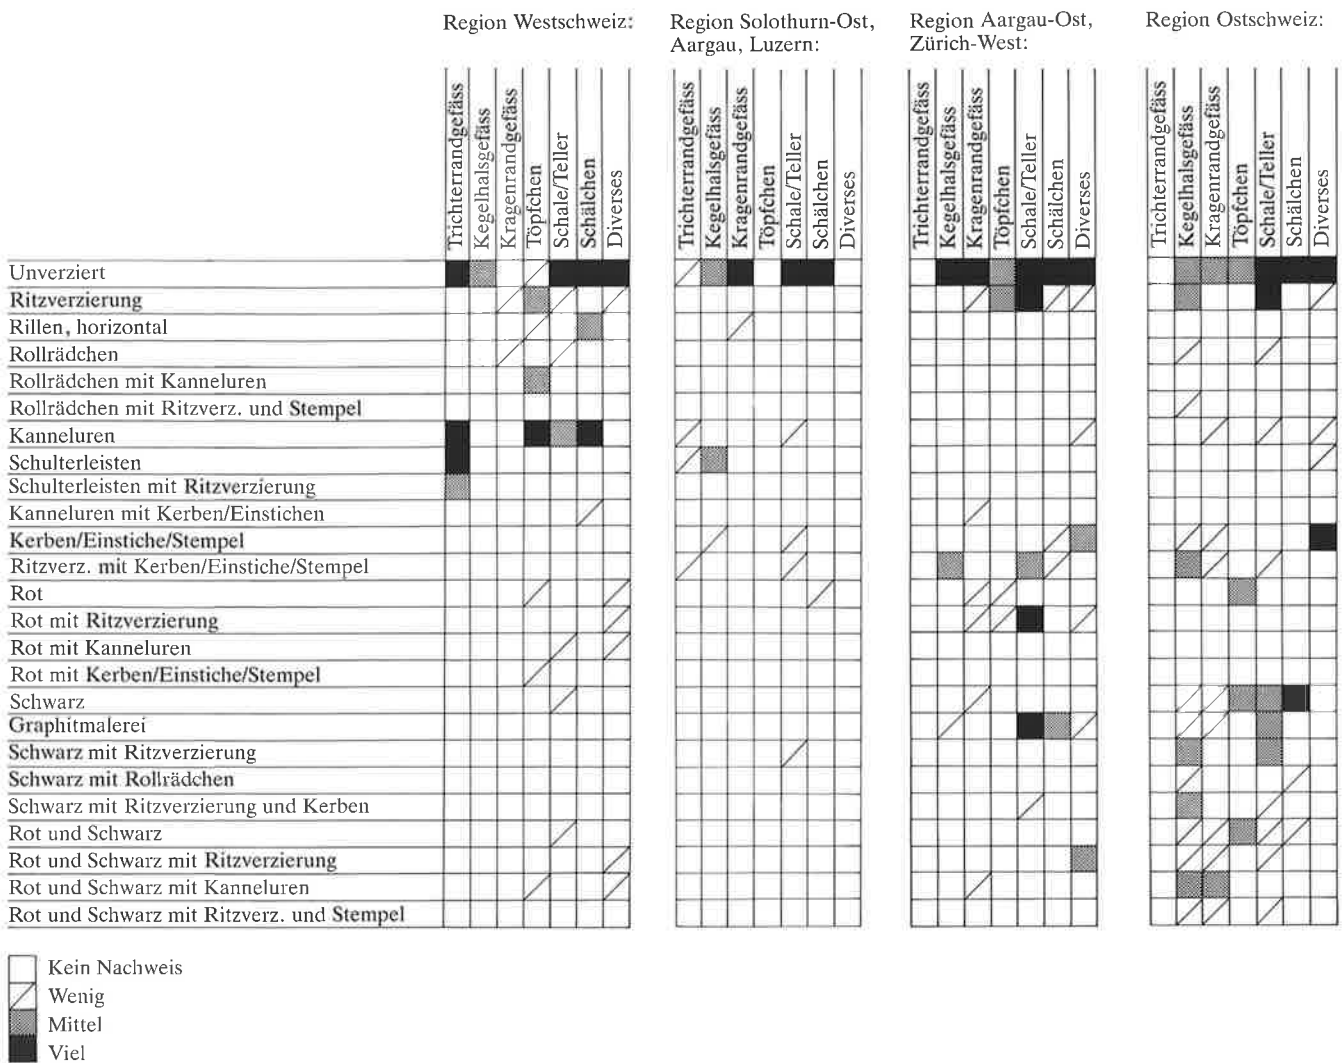 Region Westschweiz:
Region Solothurn-Ost,
Aargau, Luzern:
Region Aargau-Ost,
Zürich-West:
Region Ostschweiz:
Trichterrandgefäss
Kegelhalsgefäss
Kragenrandgefäss
Töpfchen
Schale/Teller
Schälchen
Diverses
Trichterrandgefäss
Kegelhalsgefäss
Kragenrandgefäss
Töpfchen
Schale/Teller
Schälchen
Diverses
Trichterrandgefäss
Kegelhalsgefäss
Kragenrandgefäss
Töpfchen
Schale/Teller
Schälchen
Diverses
Trichterrandgefäss
Kegelhalsgefäss
Kragenrandgefäss
Töpfchen
Schale/Teller
Schälchen
Diverses
Unverziert
Ritzverzierung
Rillen, horizontal
Rollrädchen
Rollrädchen mit Kanneluren
Rollrädchen mit Ritzverz. und Stempel
Kanneluren
Schulterleisten
Schulterleisten mit Ritzverzierung
Kanneluren mit Kerben/Einstichen
Kerben/Einstiche/Stempel
Ritzverz. mit Kerben/Einstiche/Stempel
Rot
Rot mit Ritzverzierung
Rot mit Kanneluren
Rot mit Kerben/Einstiche/Stempel
Schwarz
Graphitmalerei
Schwarz mit Ritzverzierung
Schwarz mit Rollrädchen
Schwarz mit Ritzverzierung und Kerben
Rot und Schwarz
Rot und Schwarz mit Ritzverzierung
Rot und Schwarz mit Kanneluren
Rot und Schwarz mit Ritzverz. und Stempel
Kein Nachweis
Wenig
Mittel
Viel